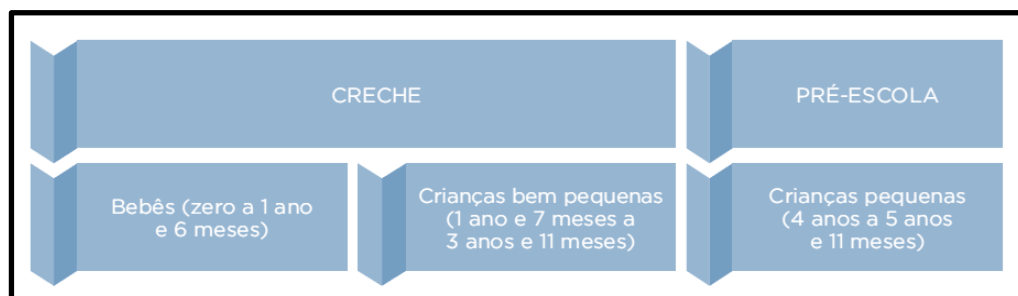 CRECHE
PRÉ-ESCOLA
Bebês (zero a 1 ano
e 6 meses)
Crianças bem pequenas
(1 ano e 7 meses a
3 anos e 11 meses)
Crianças pequenas
(4 anos a 5 anos
e 11 meses)